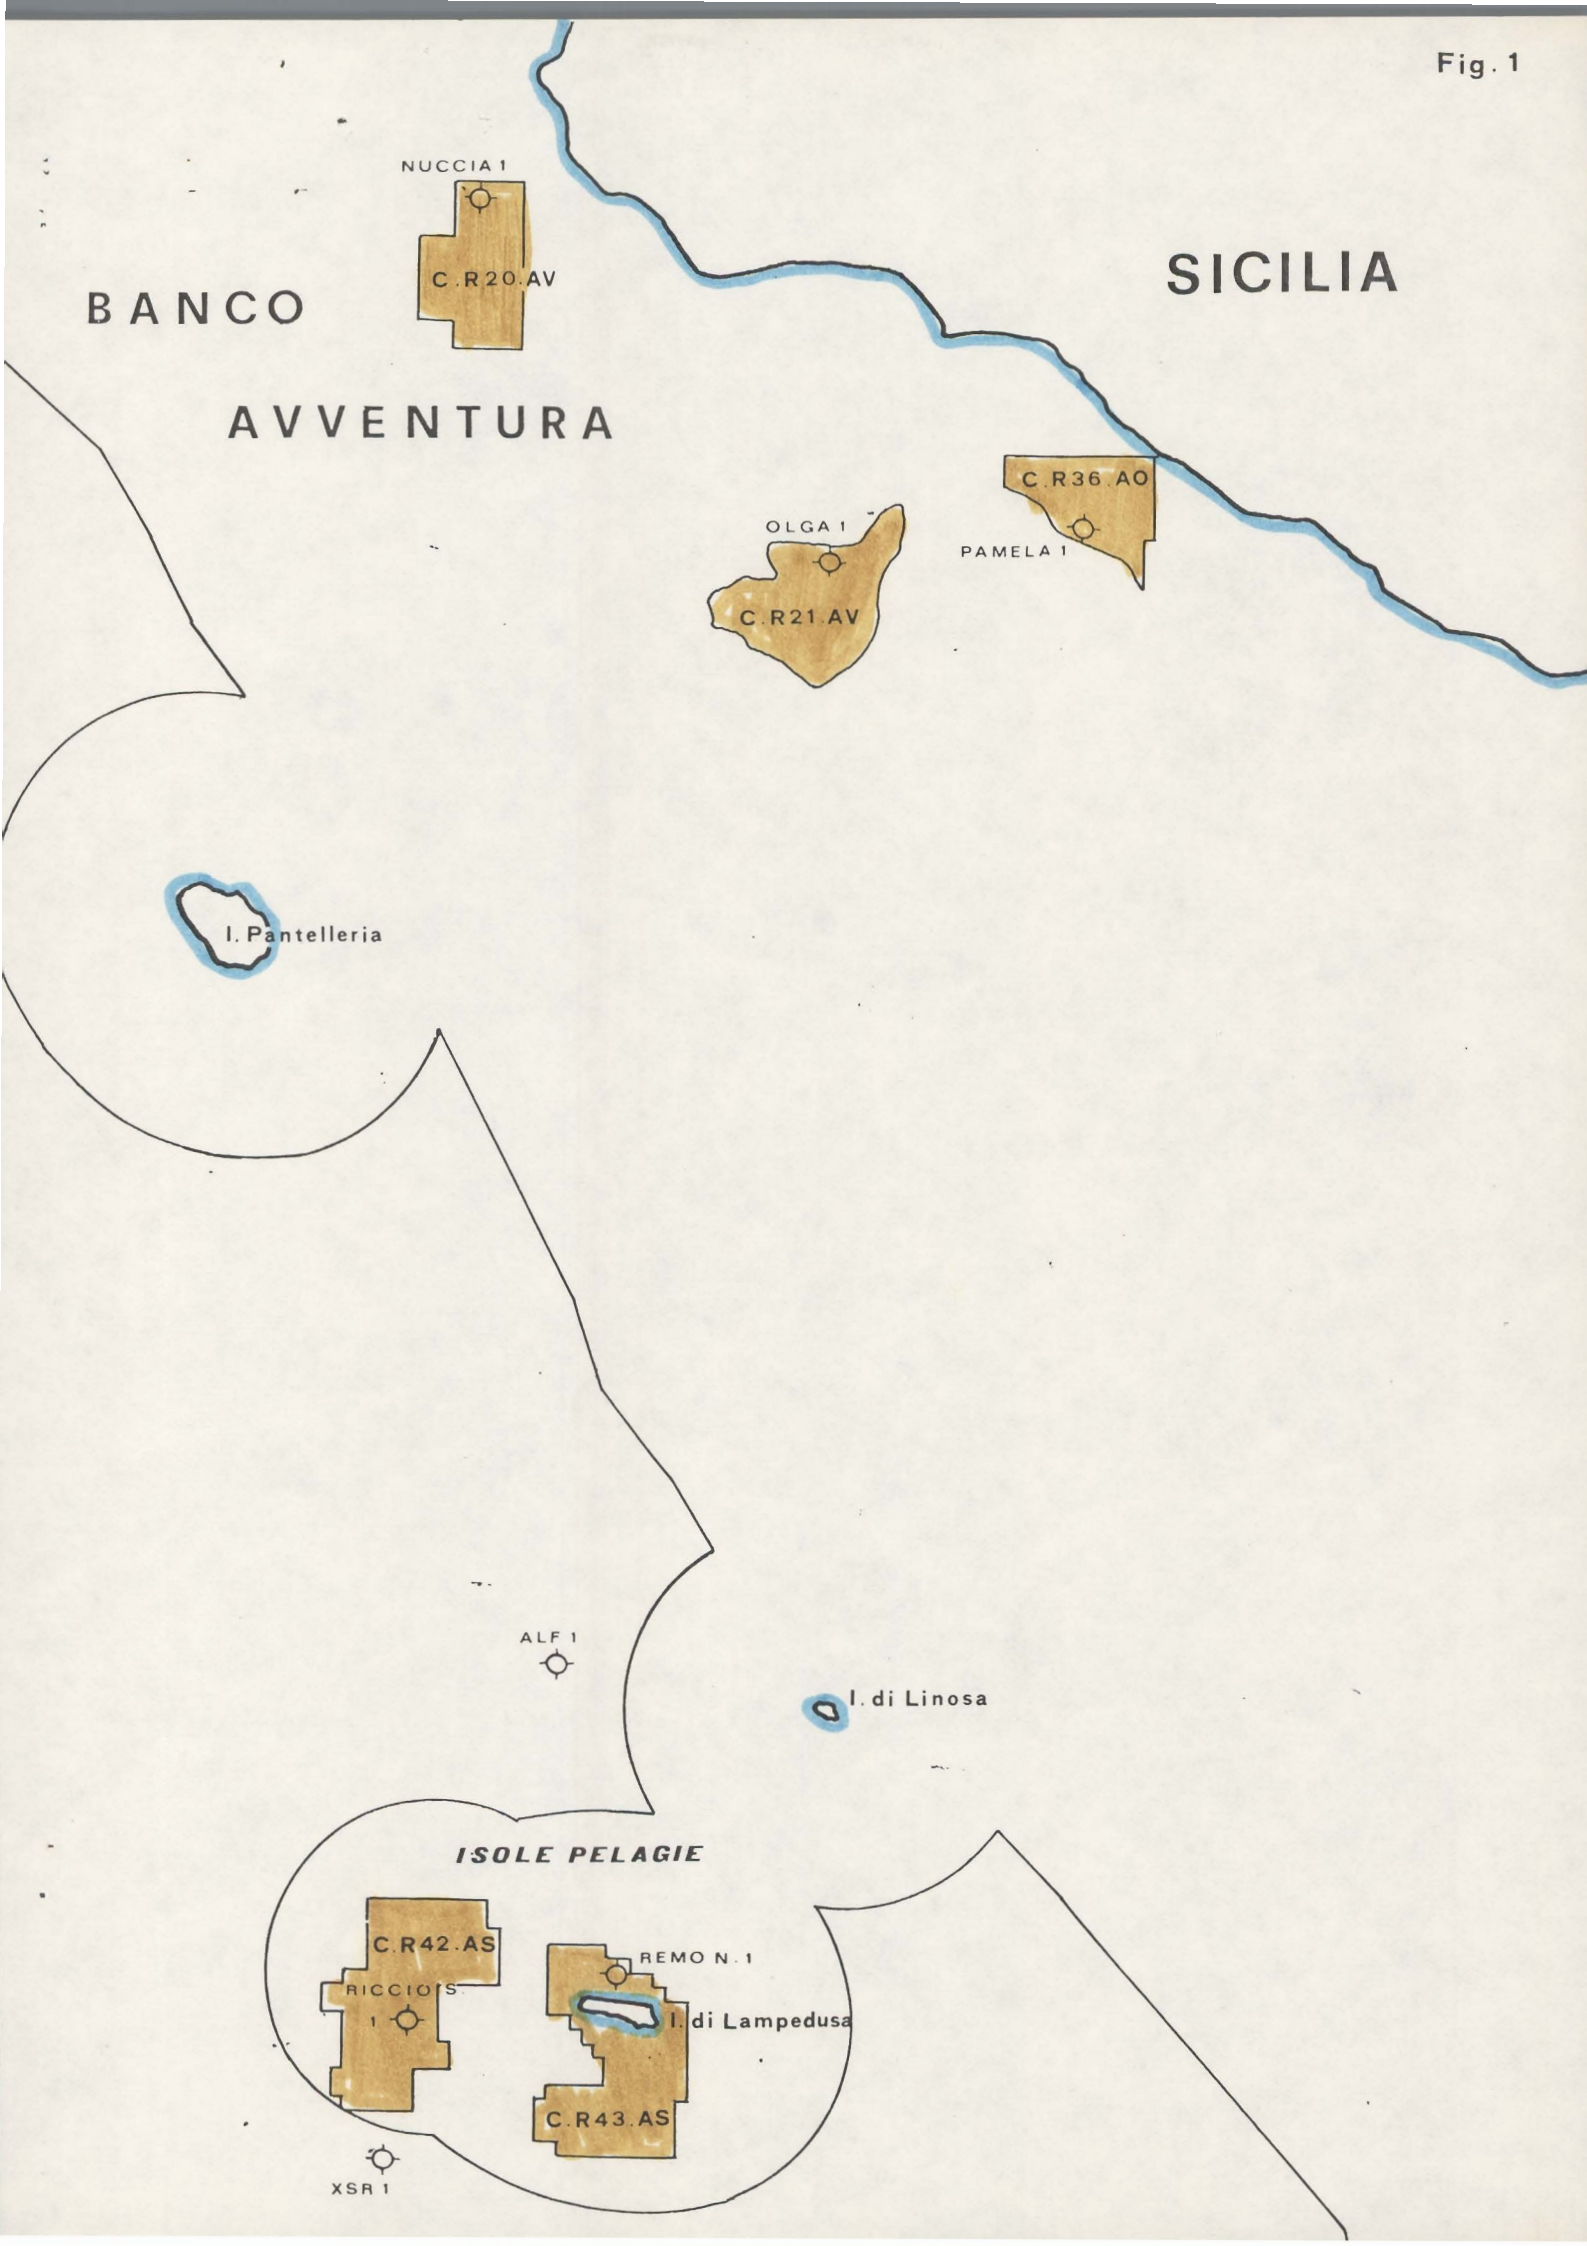 Fig. 1
NUCCIA 1
C.R20.AV
SICILIA
BANCO
AVVENTURA
C.R36.AO
OLGA 1
PAMELA 1
C.R21.AV
I. Pantelleria
ALF 1
I. di Linosa
ISOLE PELAGIE
C.R42.AS
REMO N. 1
RICCIO S.
1
I. di Lampedusa
C.R43.AS
XSR 1